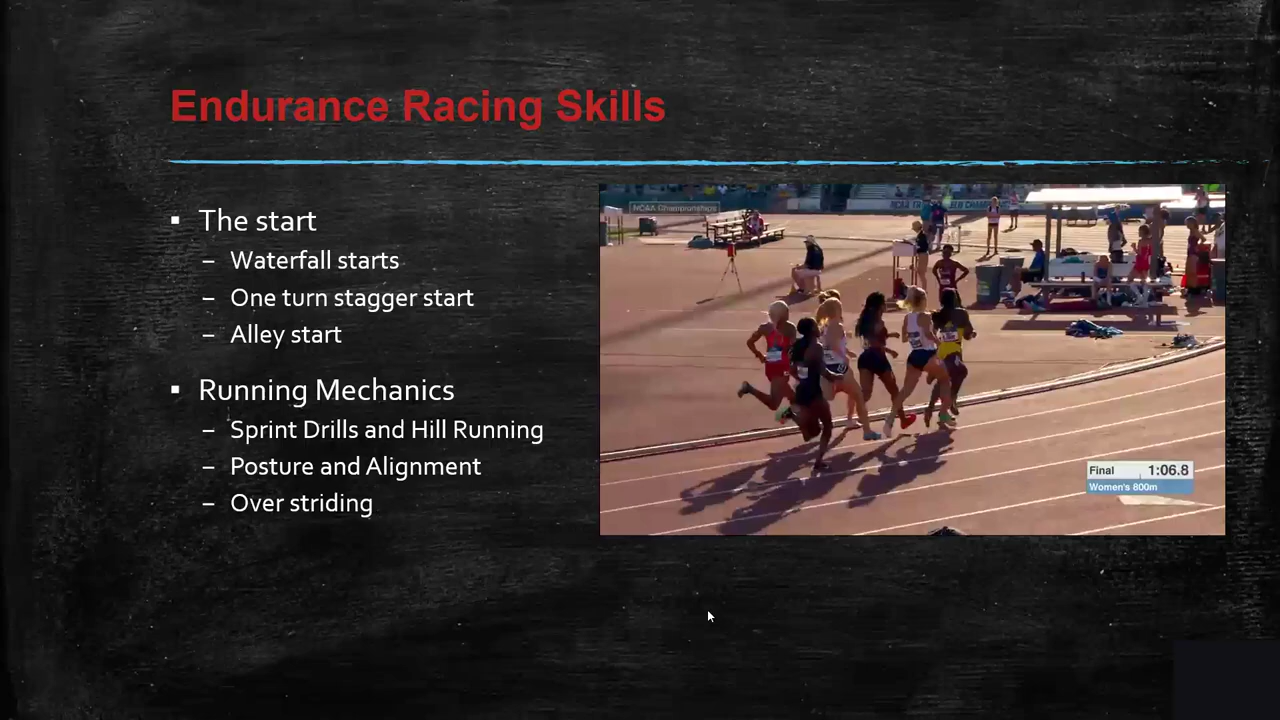 Endurance Racing Skills
The start
Waterfall starts
One turn stagger start
Alley start
Running Mechanics
Sprint Drills and Hill Running
Posture and Alignment
Over striding
NCAA Championships
Final 1:06.8
Women's 800m